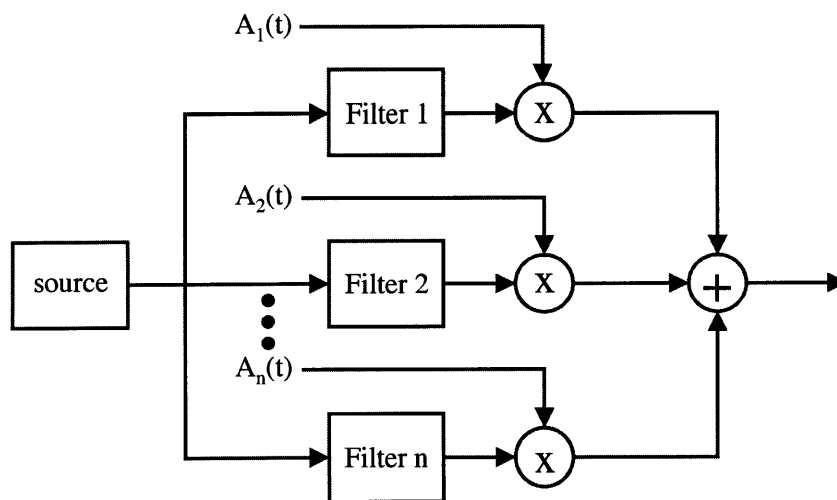 A₁(t)
Filter 1
X
A₂(t)
source
Filter 2
X
+
Aₙ(t)
Filter n
X